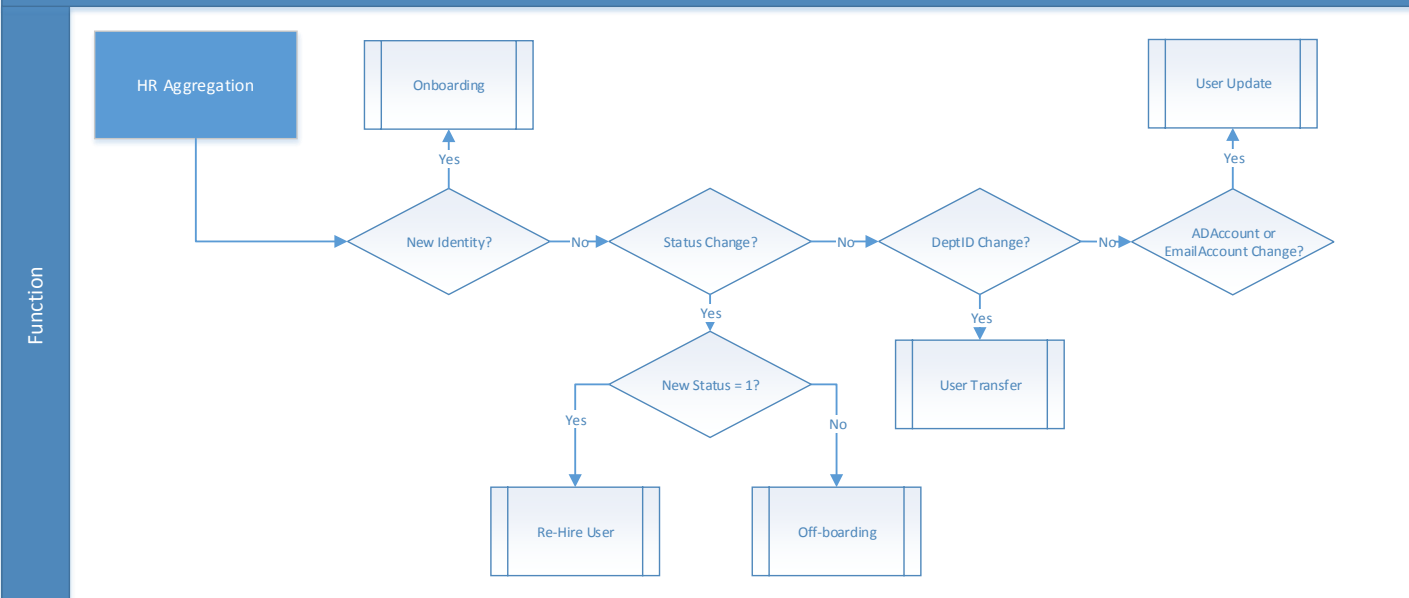 Function
HR Aggregation
Onboarding
User Update
Yes
Yes
New Identity?
No
Status Change?
No
DeptID Change?
No
ADAccount or
EmailAccount Change?
Yes
Yes
New Status = 1?
User Transfer
Yes
No
Re-Hire User
Off-boarding